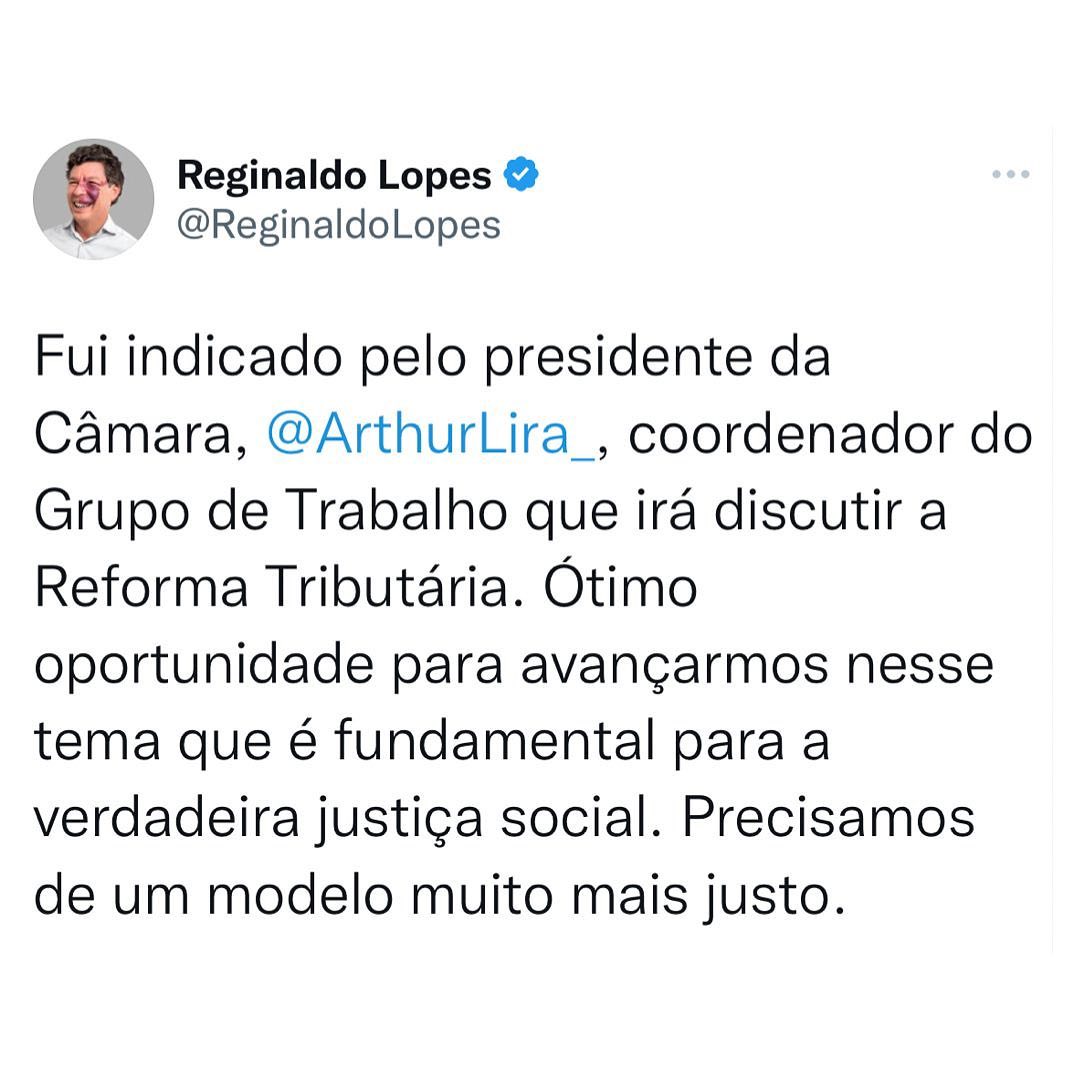 Reginaldo Lopes
@ReginaldoLopes
Fui indicado pelo presidente da
Câmara, @ArthurLira_, coordenador do
Grupo de Trabalho que irá discutir a
Reforma Tributária. Ótimo
oportunidade para avançarmos nesse
tema que é fundamental para a
verdadeira justiça social. Precisamos
de um modelo muito mais justo.